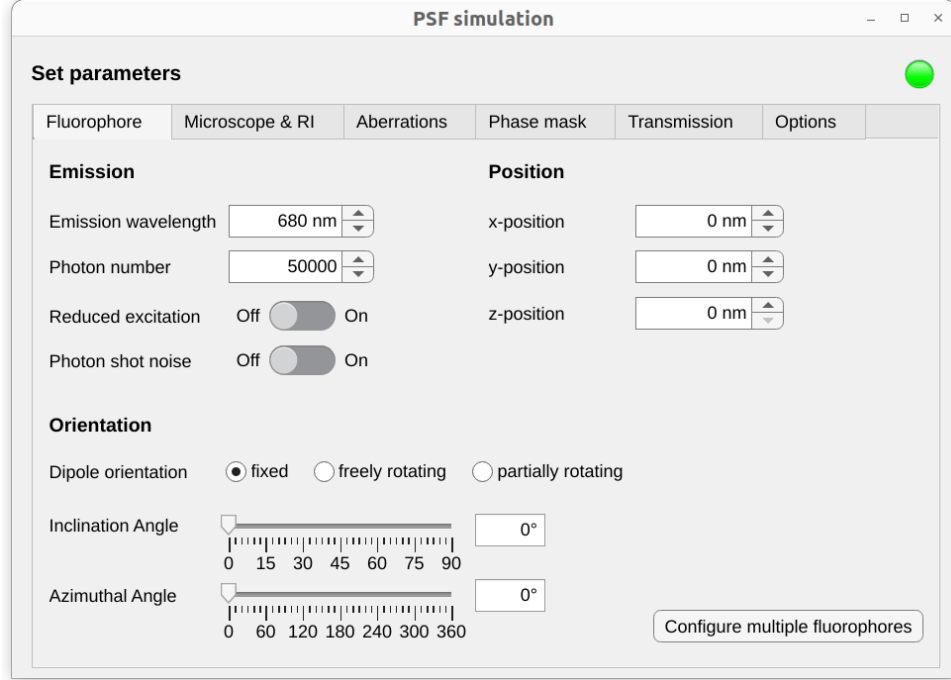 PSF simulation
Set parameters
Fluorophore Microscope & RI Aberrations Phase mask Transmission Options
Emission Position
Emission wavelength 680 nm x-position 0 nm
Photon number 50000 y-position 0 nm
Reduced excitation Off On z-position 0 nm
Photon shot noise Off On
Orientation
Dipole orientation fixed freely rotating partially rotating
Inclination Angle 0°
0 15 30 45 60 75 90
Azimuthal Angle 0°
0 60 120 180 240 300 360
Configure multiple fluorophores